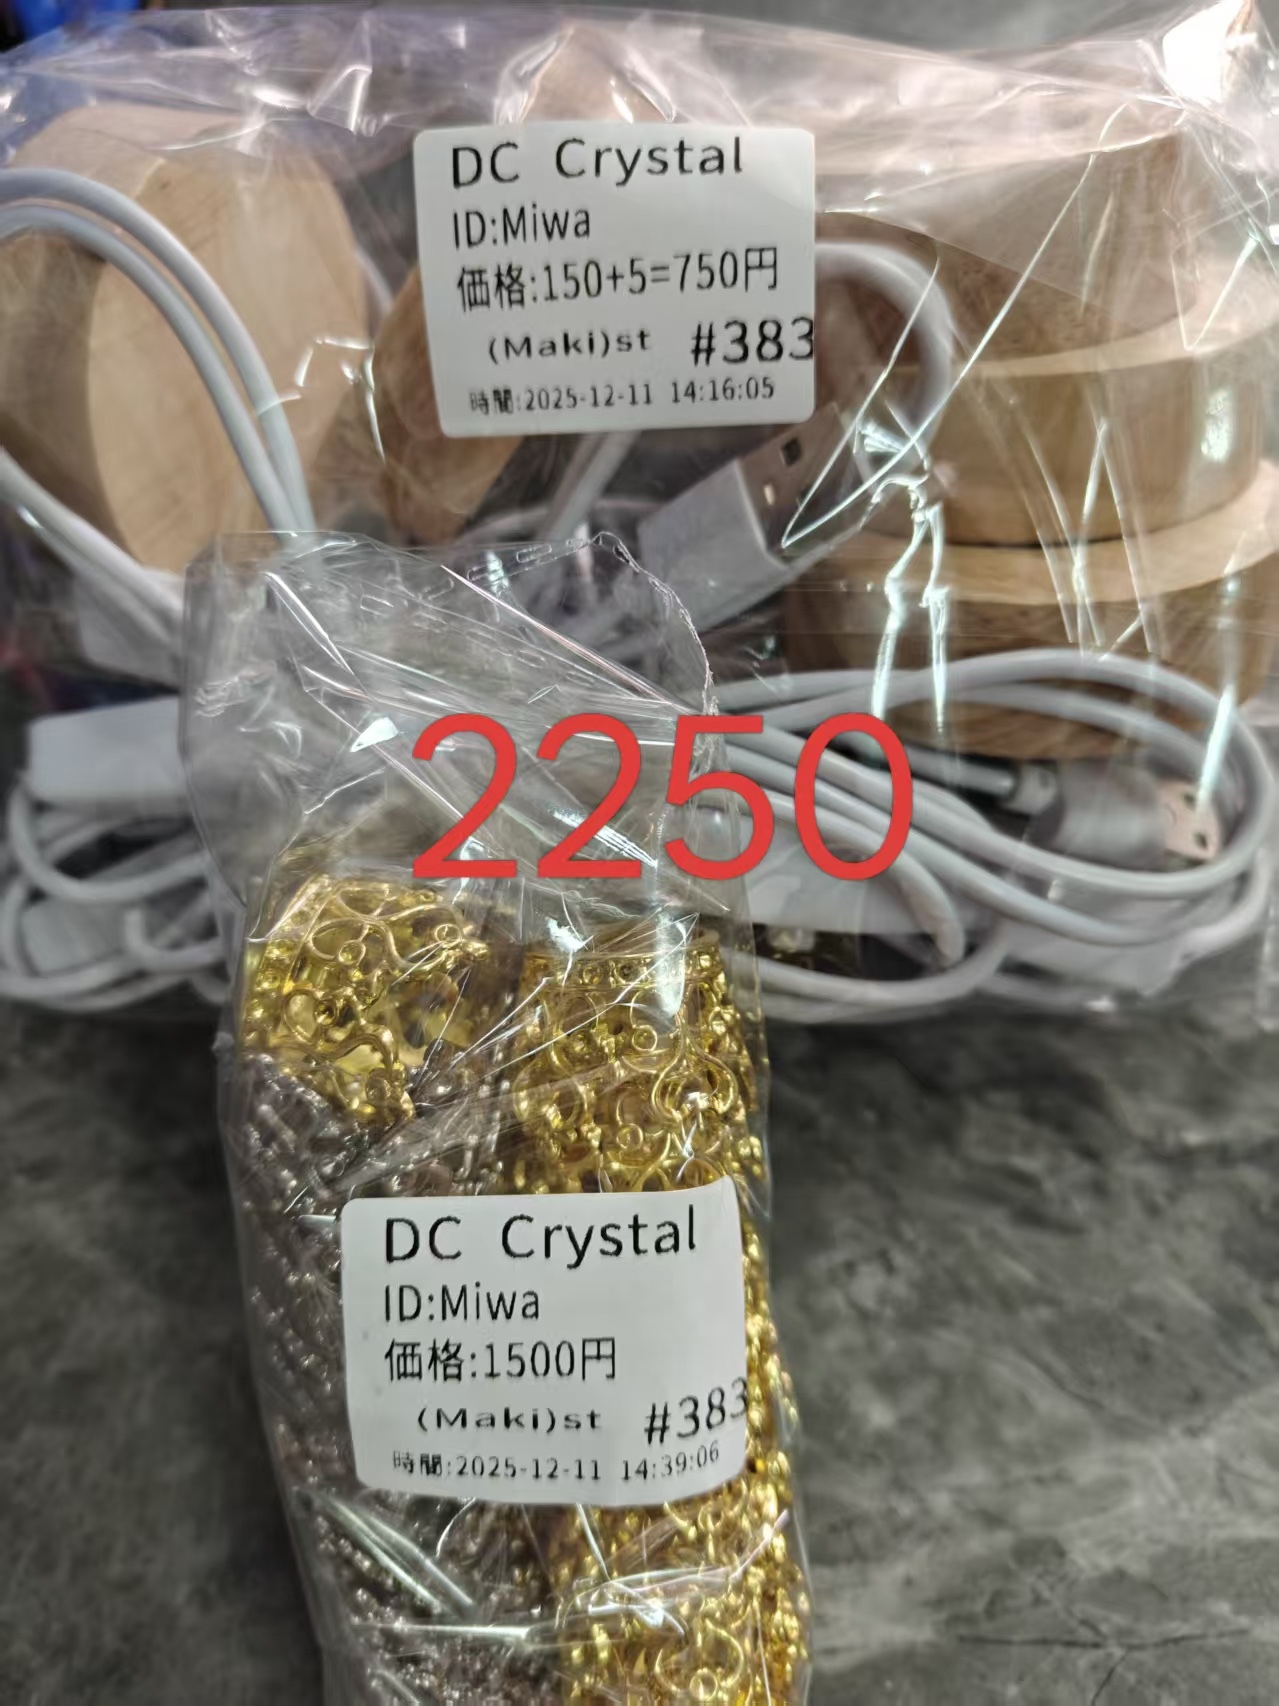 DC Crystal
ID:Miwa
価格:150+5=750円
(Maki)st #383
時間:2025-12-11 14:16:05
2250
DC Crystal
ID:Miwa
価格:1500円
(Maki)st #383
時間:2025-12-11 14:39:06